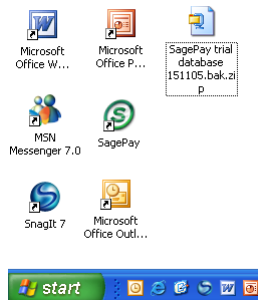 Microsoft
Office W...
Microsoft
Office P...
SagePay trial
database
151105.bak.zi
p
MSN
Messenger 7.0
SagePay
SnagIt 7
Microsoft
Office Outl...
start